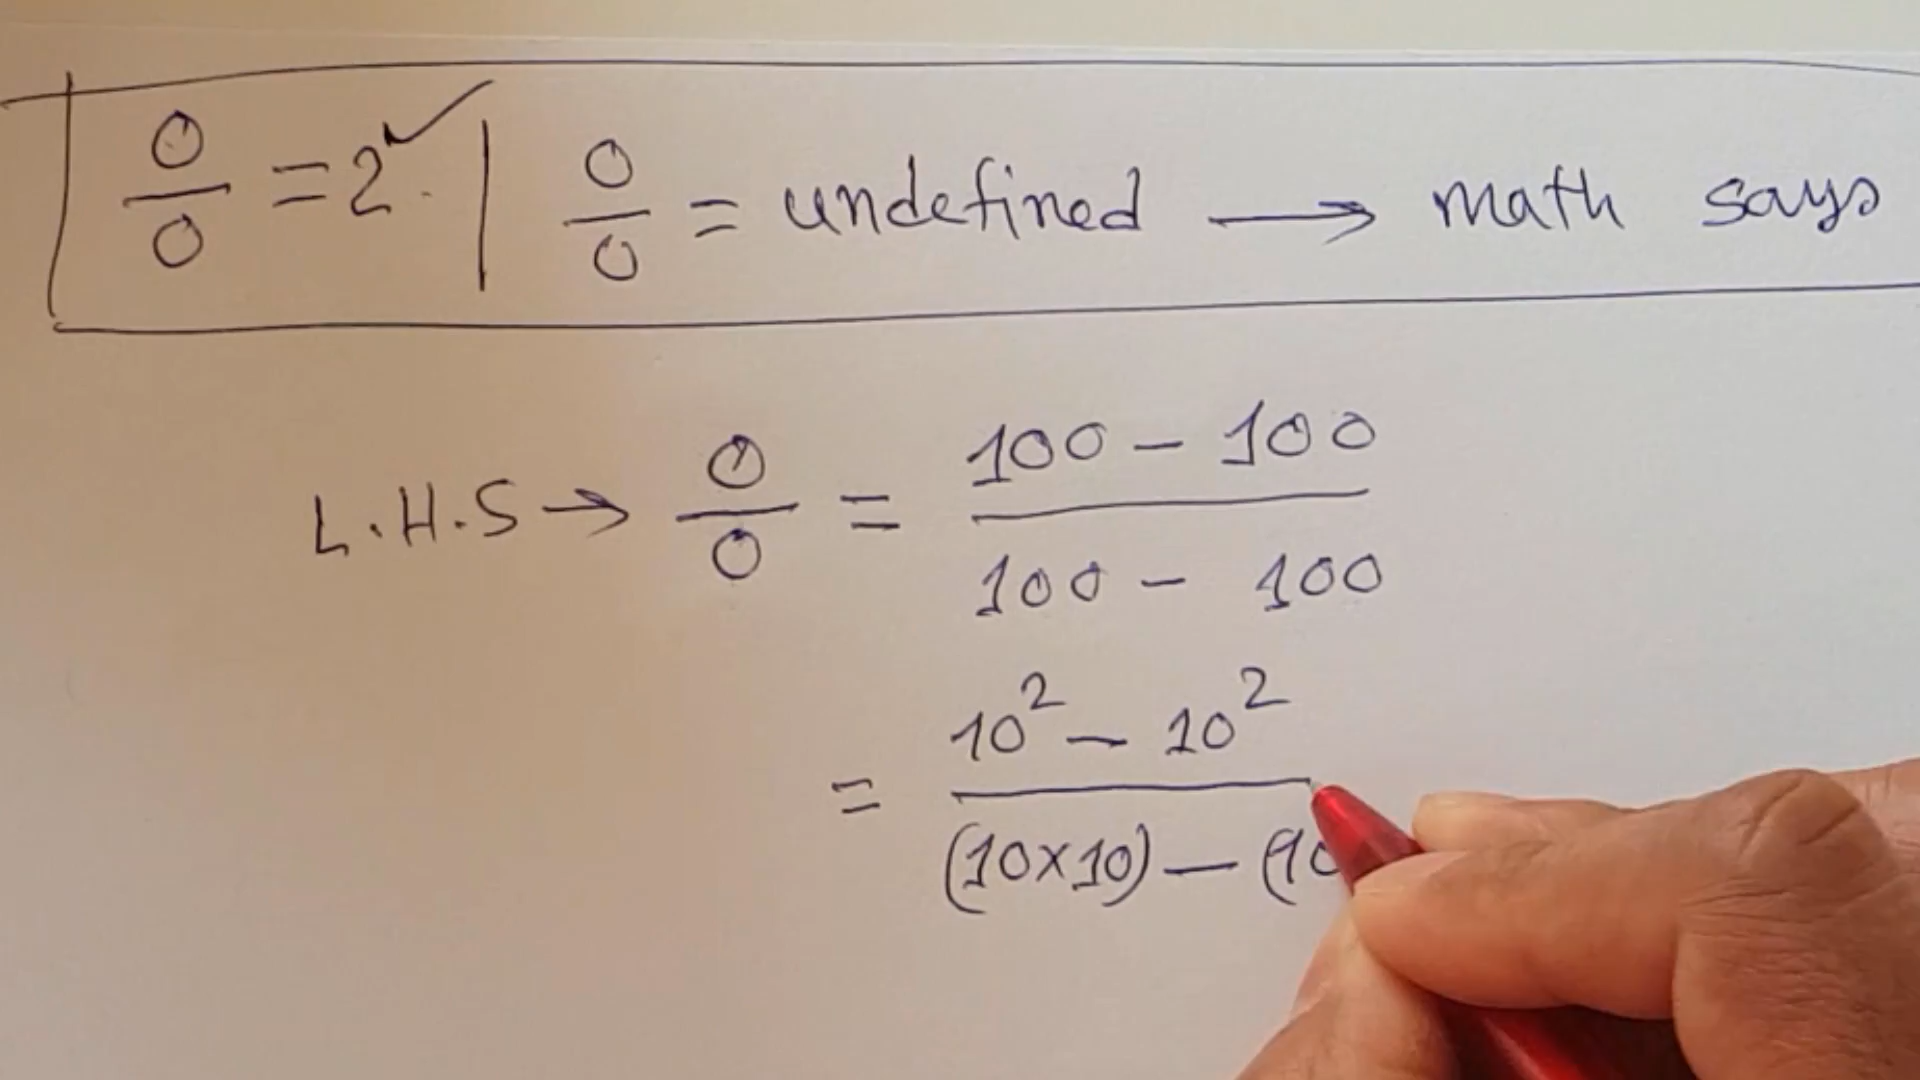 0/0 = 2. ✓ | 0/0 = undefined → math says
L.H.S → 0/0 = 100 - 100 / 100 - 100
= 10² - 10² / (10×10) - (10